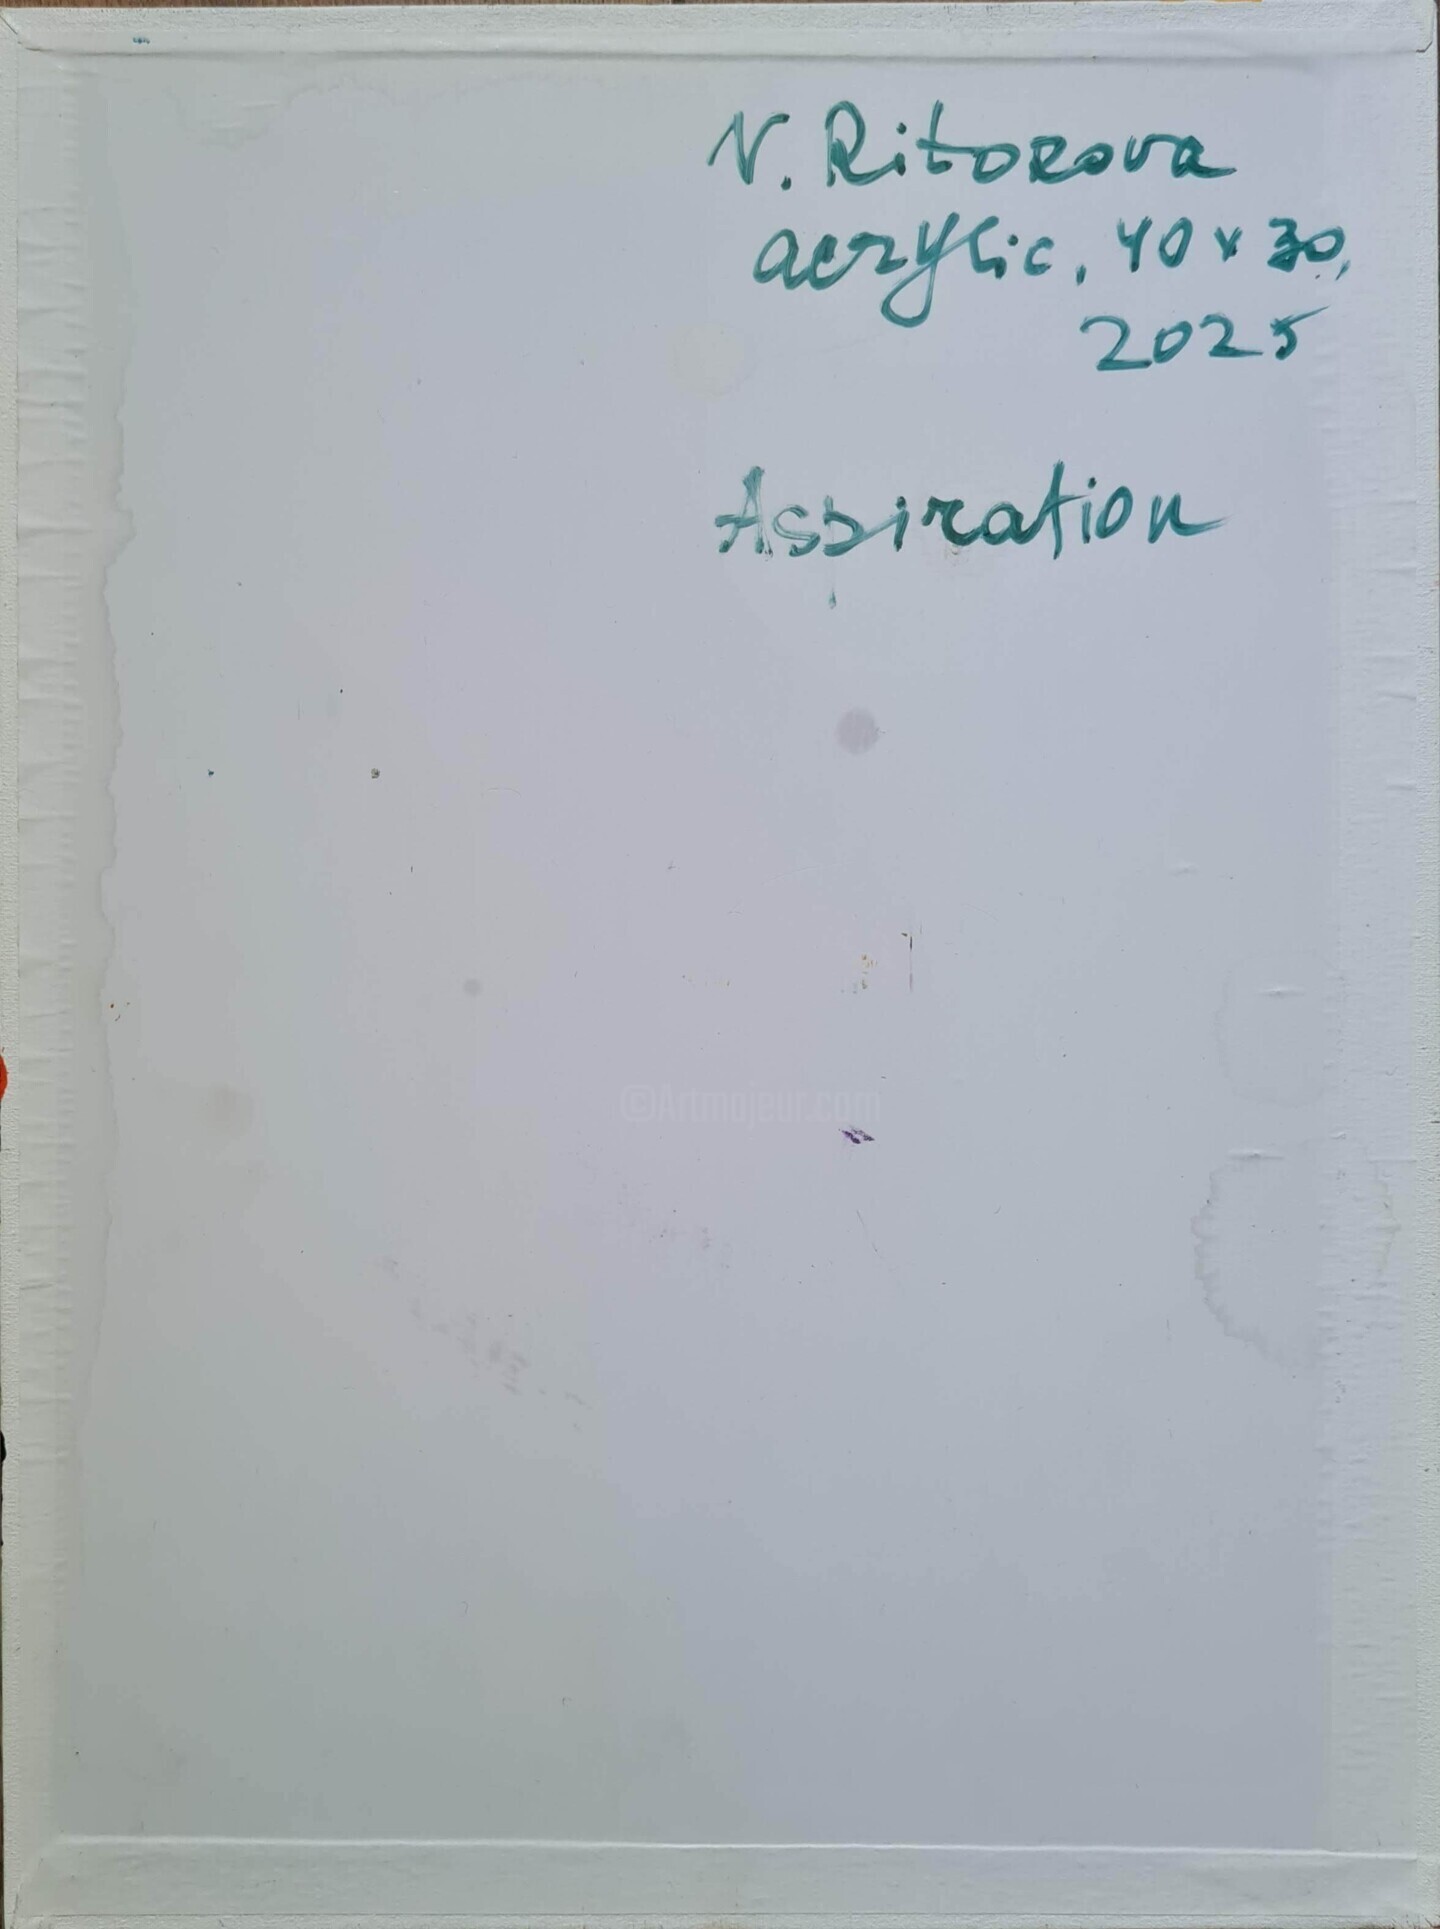 V. Ritorova
acrylic, 40 x 30,
2025
Aspiration
©Artmajeur.com